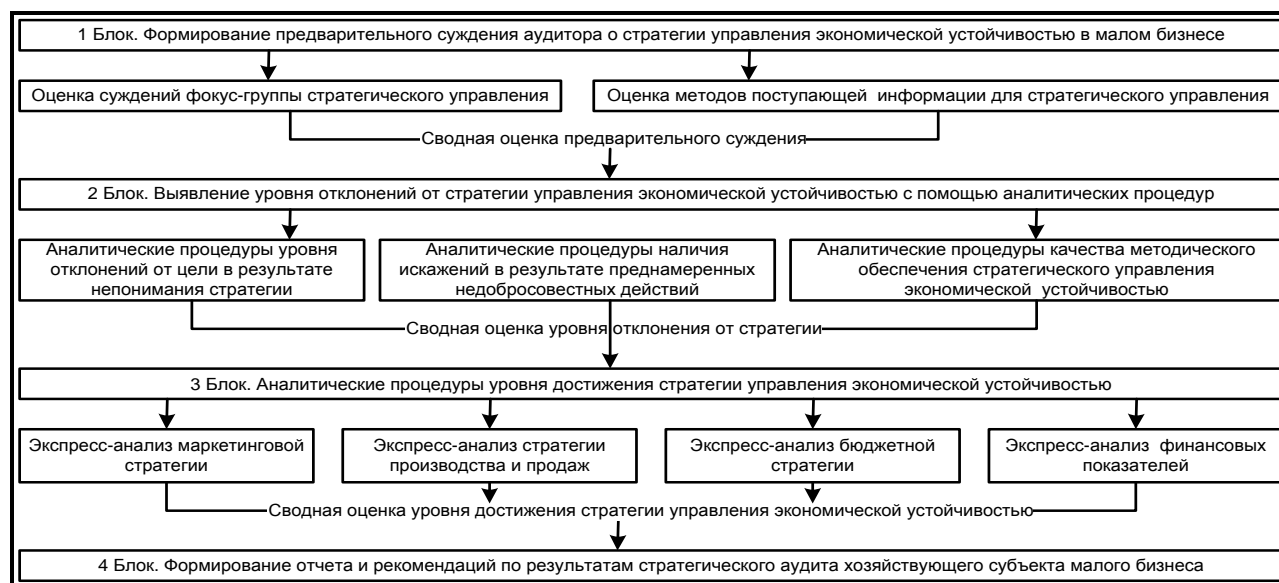 1 Блок. Формирование предварительного суждения аудитора о стратегии управления экономической устойчивостью в малом бизнесе
Оценка суждений фокус-группы стратегического управления
Оценка методов поступающей информации для стратегического управления
Сводная оценка предварительного суждения
2 Блок. Выявление уровня отклонений от стратегии управления экономической устойчивостью с помощью аналитических процедур
Аналитические процедуры уровня
отклонений от цели в результате
непонимания стратегии
Аналитические процедуры наличия
искажений в результате преднамеренных
недобросовестных действий
Аналитические процедуры качества методического
обеспечения стратегического управления
экономической устойчивостью
Сводная оценка уровня отклонения от стратегии
3 Блок. Аналитические процедуры уровня достижения стратегии управления экономической устойчивостью
Экспресс-анализ маркетинговой
стратегии
Экспресс-анализ стратегии
производства и продаж
Экспресс-анализ бюджетной
стратегии
Экспресс-анализ финансовых
показателей
Сводная оценка уровня достижения стратегии управления экономической устойчивостью
4 Блок. Формирование отчета и рекомендаций по результатам стратегического аудита хозяйствующего субъекта малого бизнеса